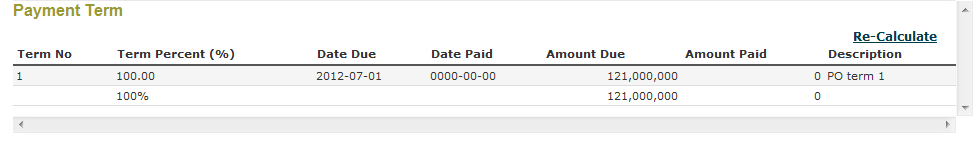 Payment Term
Re-Calculate
Term No Term Percent (%) Date Due Date Paid Amount Due Amount Paid Description
1 100.00 2012-07-01 0000-00-00 121,000,000 0 PO term 1
100% 121,000,000 0